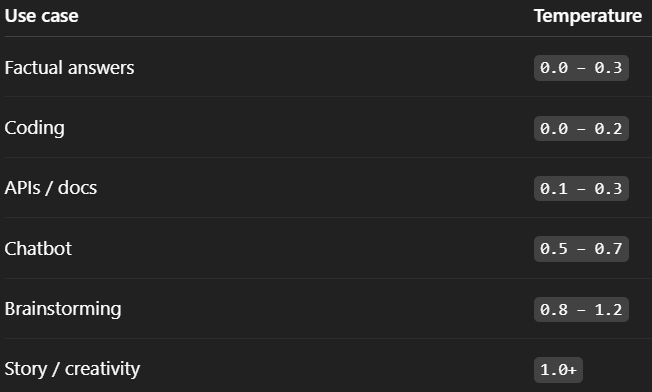 Use case Temperature
Factual answers 0.0 – 0.3
Coding 0.0 – 0.2
APIs / docs 0.1 – 0.3
Chatbot 0.5 – 0.7
Brainstorming 0.8 – 1.2
Story / creativity 1.0+